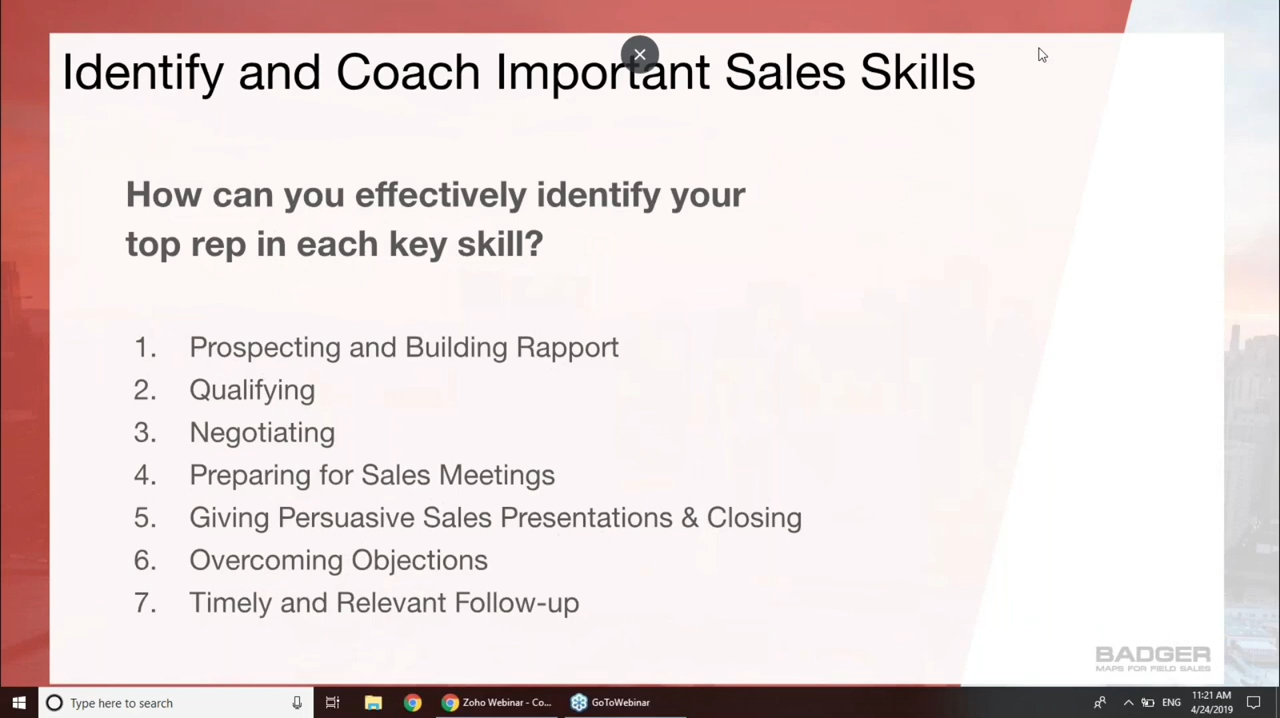 Identify and Coach Important Sales Skills
How can you effectively identify your
top rep in each key skill?
1. Prospecting and Building Rapport
2. Qualifying
3. Negotiating
4. Preparing for Sales Meetings
5. Giving Persuasive Sales Presentations & Closing
6. Overcoming Objections
7. Timely and Relevant Follow-up
BADGER
MAPS FOR FIELD SALES
Type here to search
Zoho Webinar - Co...
GoToWebinar
ENG
11:21 AM
4/24/2019